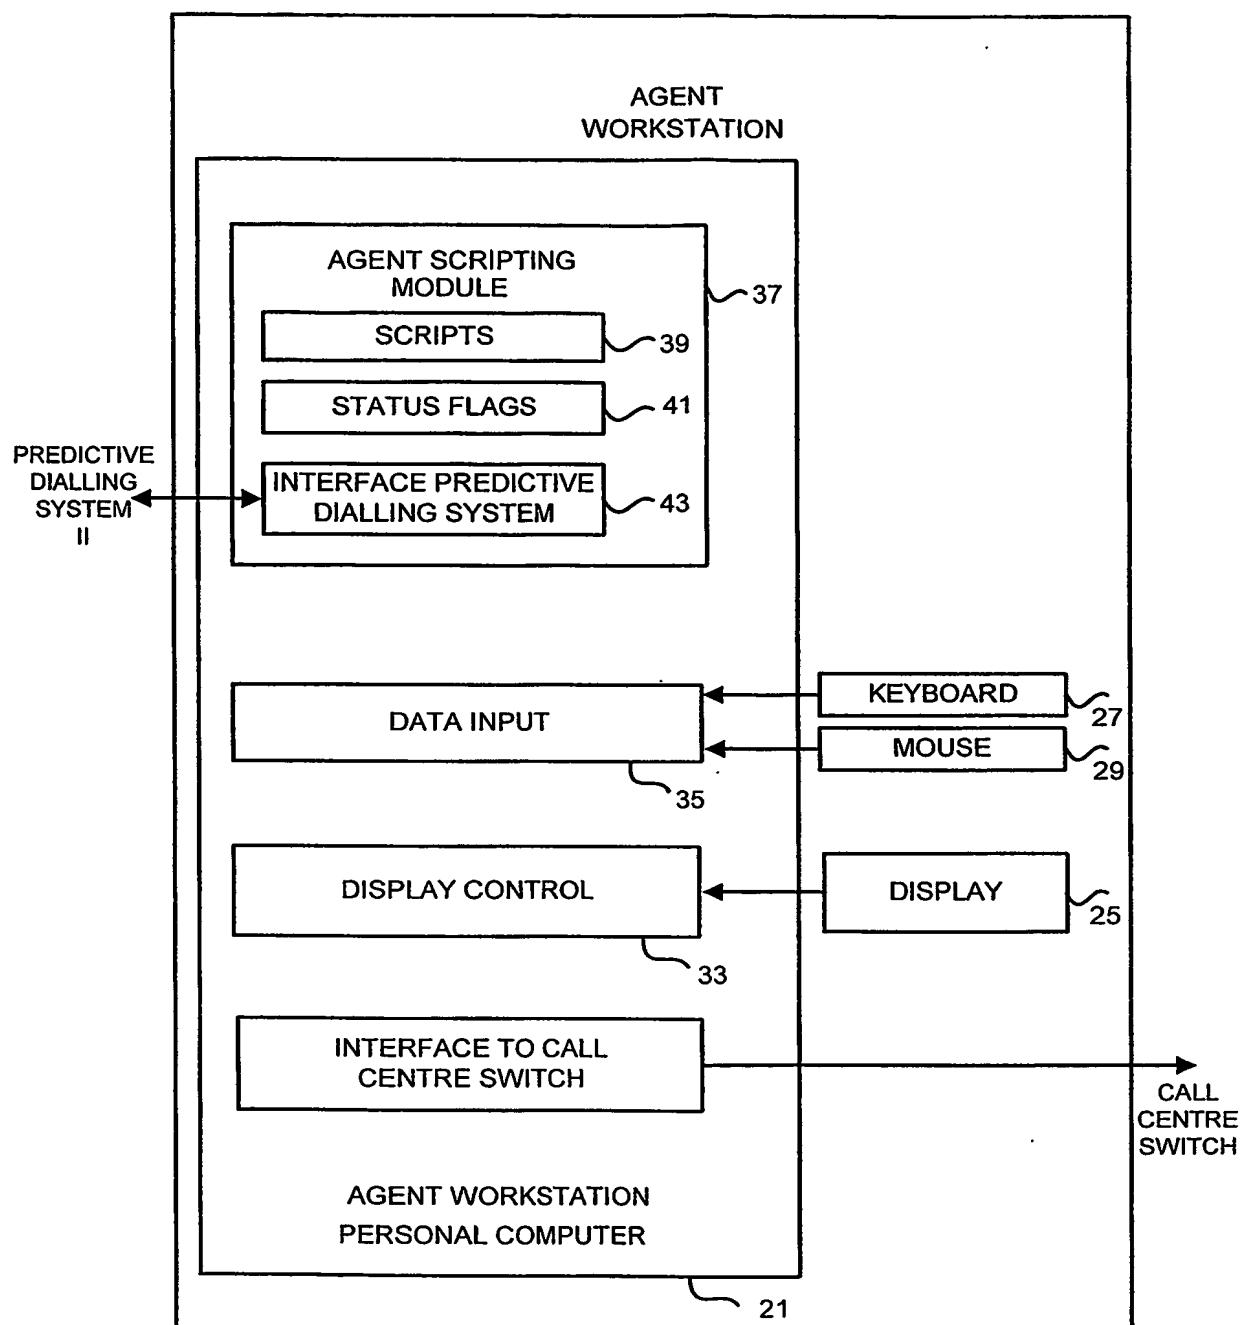 AGENT
WORKSTATION
AGENT SCRIPTING
MODULE
37
SCRIPTS
39
STATUS FLAGS
41
PREDICTIVE
DIALLING
SYSTEM
II
INTERFACE PREDICTIVE
DIALLING SYSTEM
43
KEYBOARD
27
DATA INPUT
MOUSE
29
35
DISPLAY CONTROL
DISPLAY
25
33
INTERFACE TO CALL
CENTRE SWITCH
CALL
CENTRE
SWITCH
AGENT WORKSTATION
PERSONAL COMPUTER
21